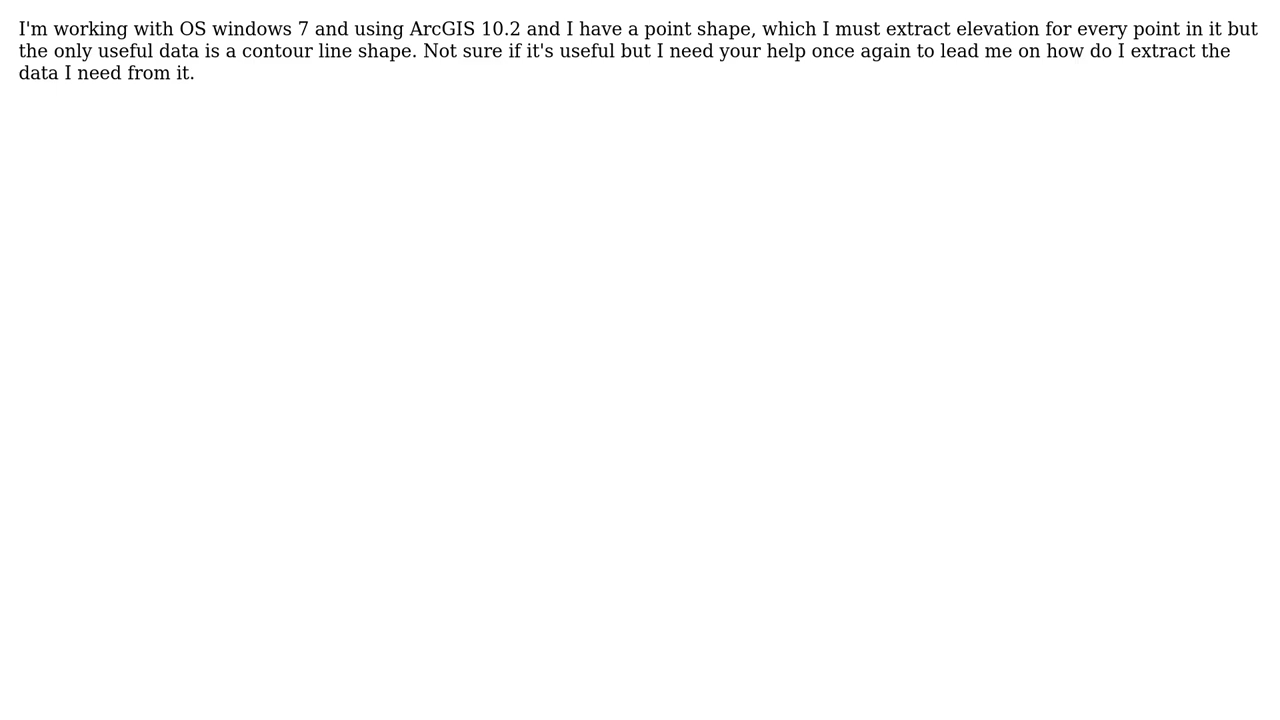 I'm working with OS windows 7 and using ArcGIS 10.2 and I have a point shape, which I must extract elevation for every point in it but
the only useful data is a contour line shape. Not sure if it's useful but I need your help once again to lead me on how do I extract the
data I need from it.